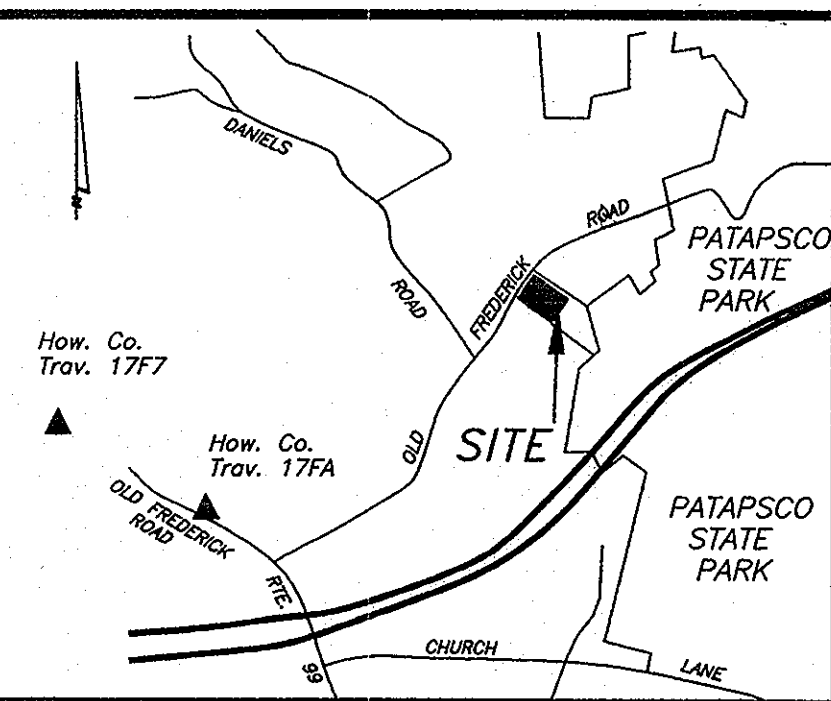 DANIELS
ROAD
ROAD
FREDERICK
OLD
PATAPSCO
STATE
PARK
How. Co.
Trav. 17F7
How. Co.
Trav. 17FA
SITE
OLD FREDERICK
ROAD
RTE.
99
PATAPSCO
STATE
PARK
CHURCH
LANE